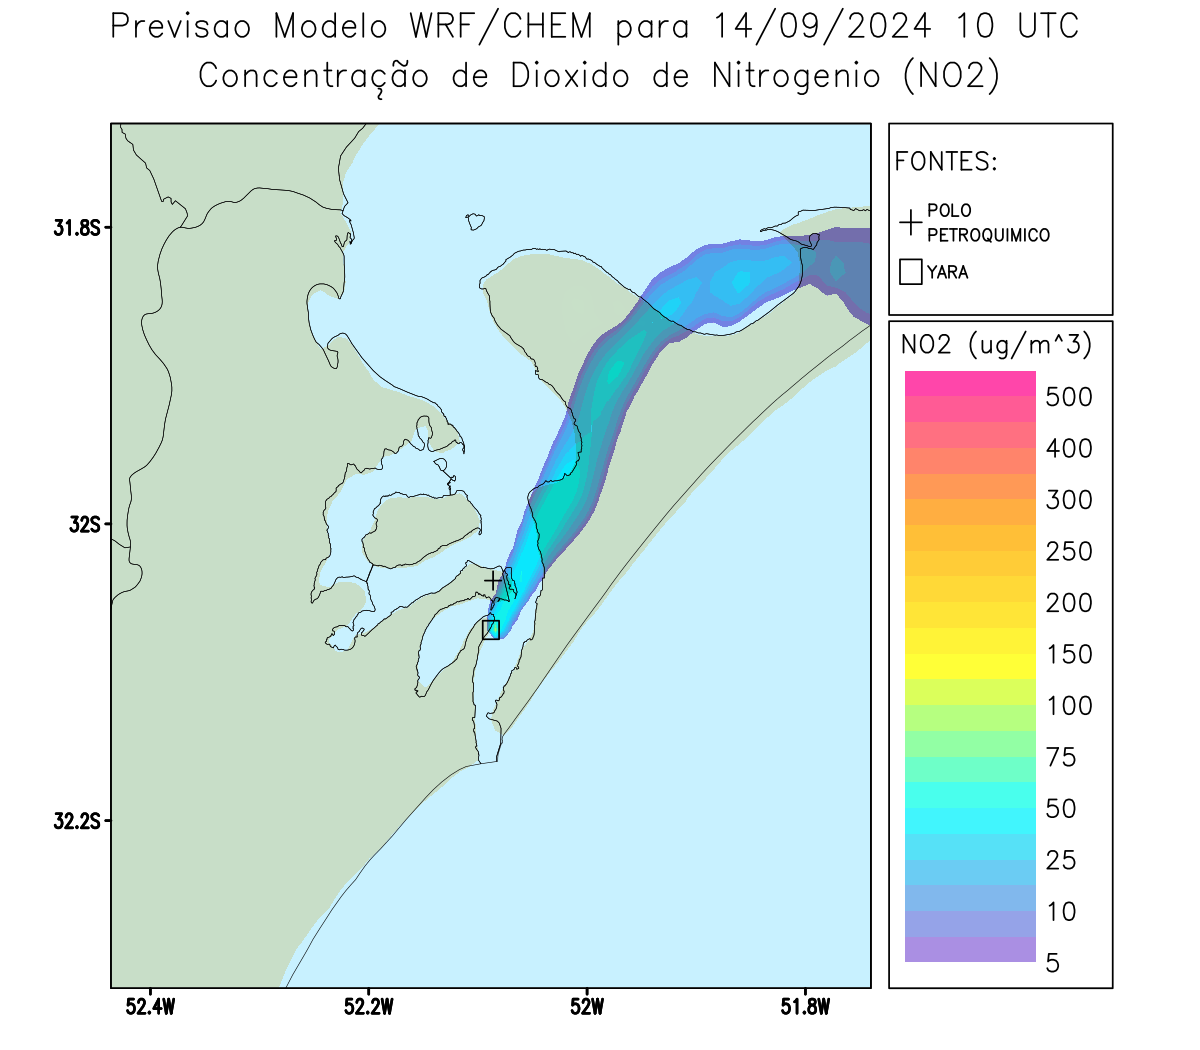 Previsao Modelo WRF/CHEM para 14/09/2024 10 UTC
Concentração de Dioxido de Nitrogenio (NO2)
FONTES:
POLO
PETROQUIMICO
YARA
NO2 (ug/m^3)
500
400
300
250
200
150
100
75
50
25
10
5
31.8S
32S
32.2S
52.4W
52.2W
52W
51.8W